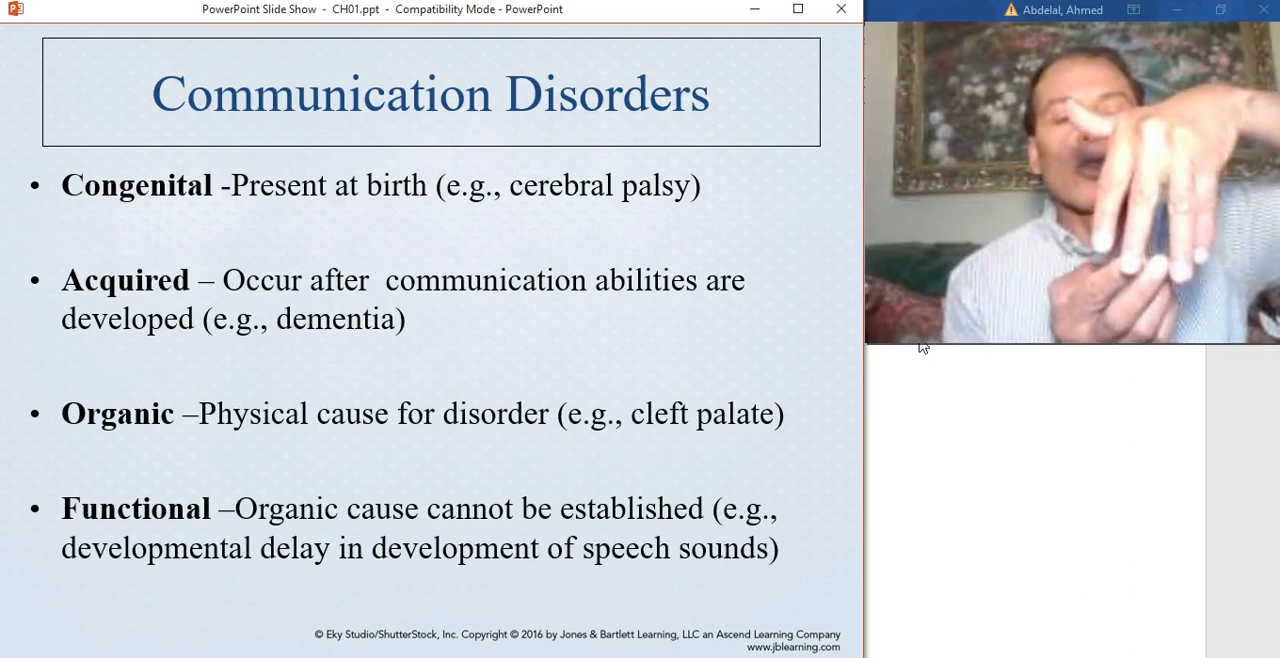 PowerPoint Slide Show - CH01.ppt - Compatibility Mode - PowerPoint
Abdelal, Ahmed
Communication Disorders
• Congenital -Present at birth (e.g., cerebral palsy)
• Acquired – Occur after communication abilities are
developed (e.g., dementia)
• Organic –Physical cause for disorder (e.g., cleft palate)
• Functional –Organic cause cannot be established (e.g.,
developmental delay in development of speech sounds)
© Eky Studio/ShutterStock, Inc. Copyright © 2016 by Jones & Bartlett Learning, LLC an Ascend Learning Company
www.jblearning.com